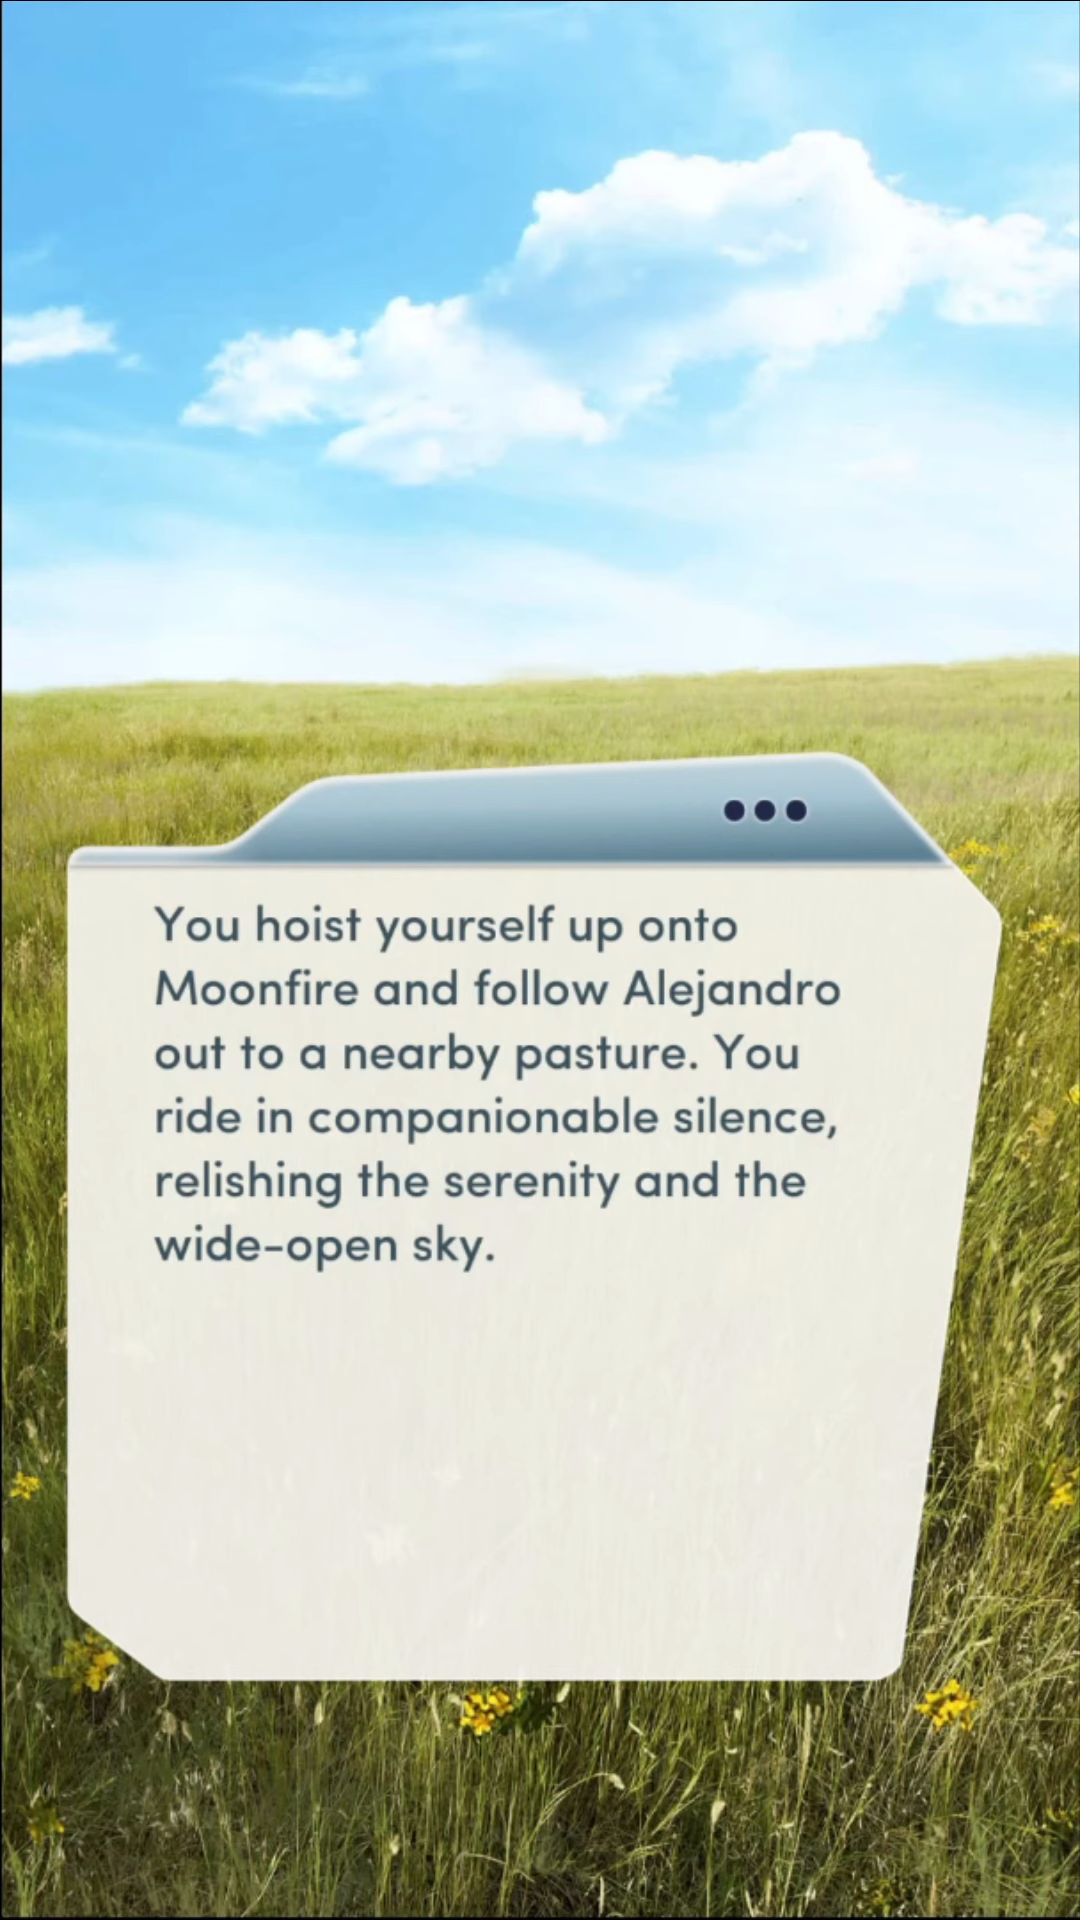 You hoist yourself up onto
Moonfire and follow Alejandro
out to a nearby pasture. You
ride in companionable silence,
relishing the serenity and the
wide-open sky.